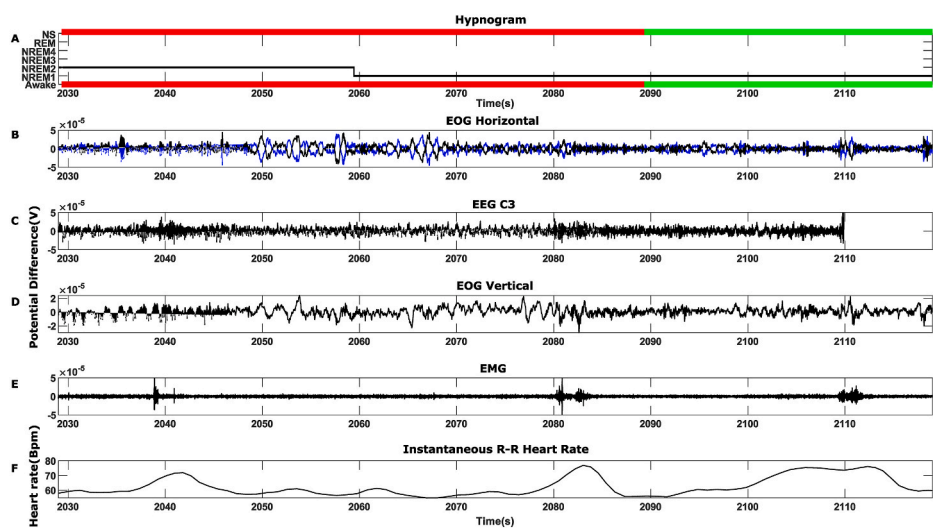 Hypnogram
A
NS
REM
NREM4
NREM3
NREM2
NREM1
Awake
2030 2040 2050 2060 2070 2080 2090 2100 2110
Time(s)
EOG Horizontal
B
×10⁻⁵
5
0
-5
2030 2040 2050 2060 2070 2080 2090 2100 2110
EEG C3
C
×10⁻⁵
5
0
-5
2030 2040 2050 2060 2070 2080 2090 2100 2110
Potential Difference(V)
EOG Vertical
D
×10⁻⁵
2
0
-2
2030 2040 2050 2060 2070 2080 2090 2100 2110
EMG
E
×10⁻⁵
5
0
-5
2030 2040 2050 2060 2070 2080 2090 2100 2110
Instantaneous R-R Heart Rate
F
Heart rate(Bpm)
80
70
60
2030 2040 2050 2060 2070 2080 2090 2100 2110
Time(s)